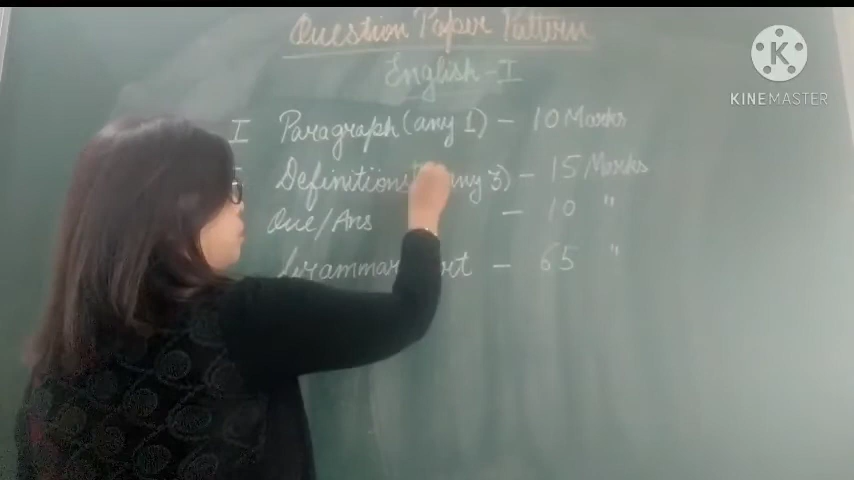 Question Paper Pattern
English-I
I Paragraph (any 1) - 10 Marks
Definitions any 3) - 15 Marks
Que/Ans - 10 "
Grammar - 65 "
K
KINEMASTER